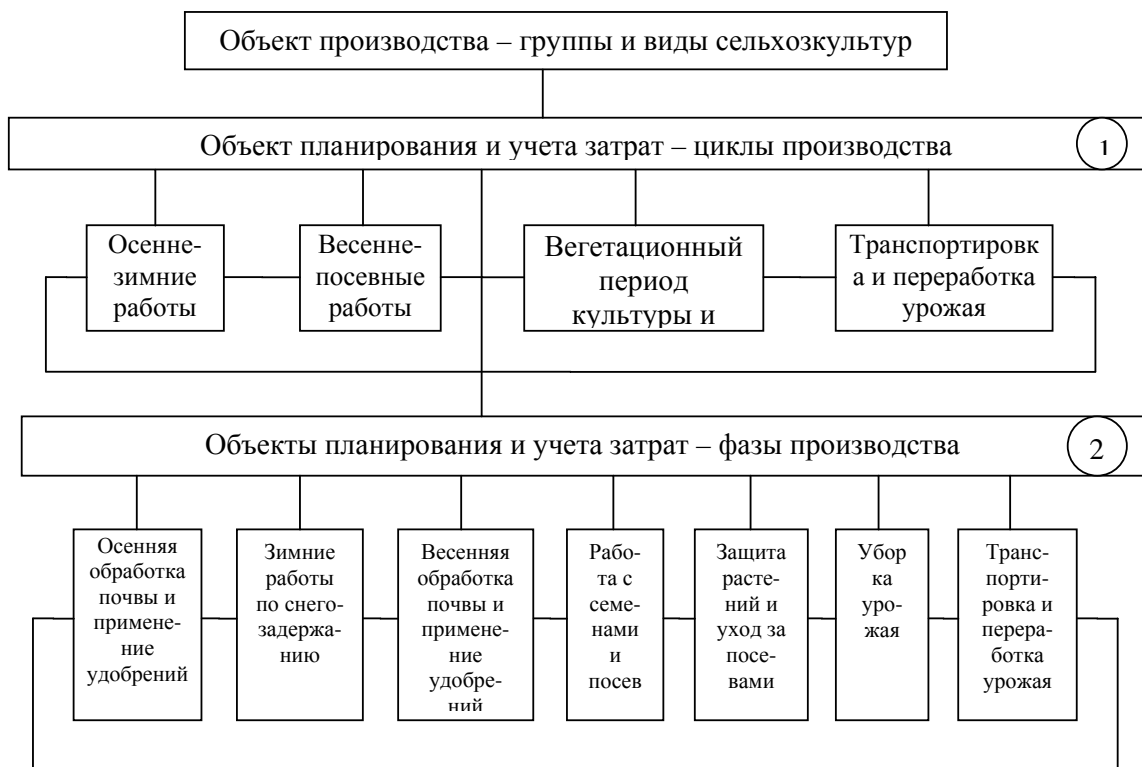 Объект производства – группы и виды сельхозкультур
Объект планирования и учета затрат – циклы производства
1
Осенне-
зимние
работы
Весенне-
посевные
работы
Вегетационный
период
культуры и
Транспортировк
а и переработка
урожая
Объекты планирования и учета затрат – фазы производства
2
Осенняя
обработка
почвы и
примене-
ние
удобрений
Зимние
работы
по снего-
задержа-
нию
Весенняя
обработка
почвы и
примене-
ние
удобре-
ний
Рабо-
та с
семе-
нами
и
посев
Защита
расте-
ний и
уход за
посе-
вами
Убор
ка
уро-
жая
Транс-
порти-
ровка и
перера-
ботка
урожая